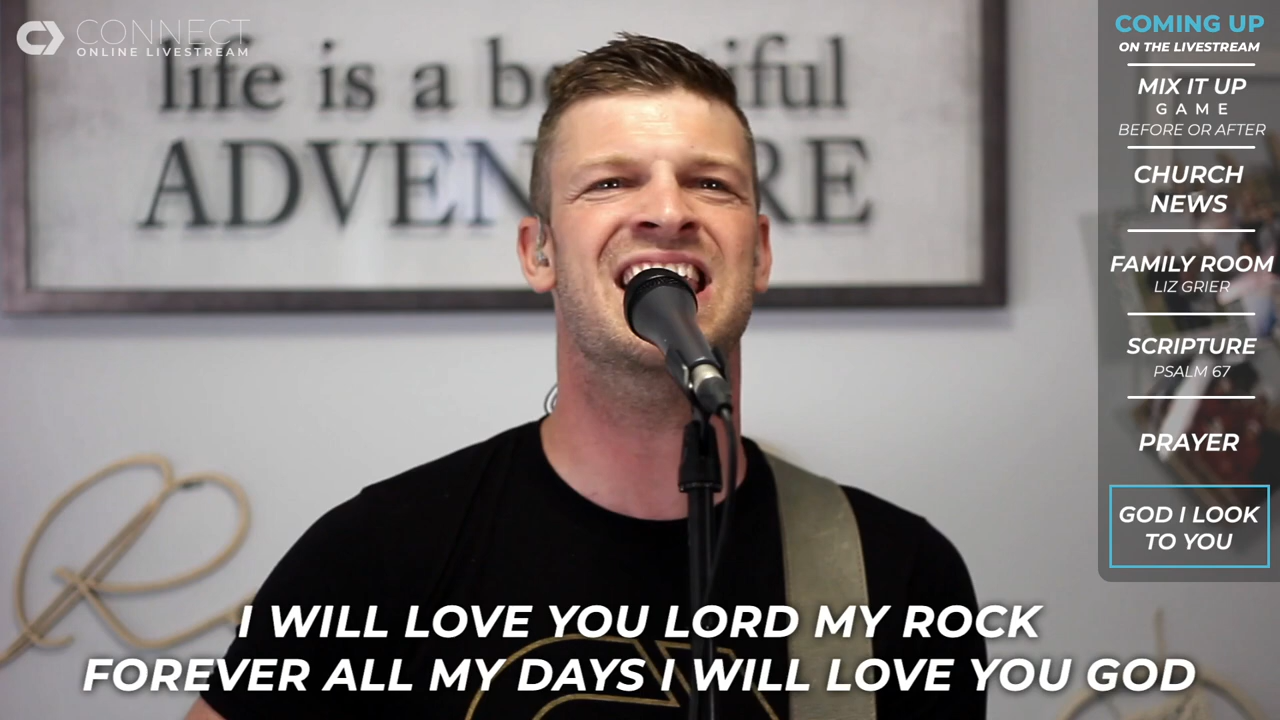 CONNECT
ONLINE LIVESTREAM
life is a be iful
ADVEN RE
COMING UP
ON THE LIVESTREAM
MIX IT UP
GAME
BEFORE OR AFTER
CHURCH
NEWS
FAMILY ROOM
LIZ GRIER
SCRIPTURE
PSALM 67
PRAYER
GOD I LOOK
TO YOU
I WILL LOVE YOU LORD MY ROCK
FOREVER ALL MY DAYS I WILL LOVE YOU GOD